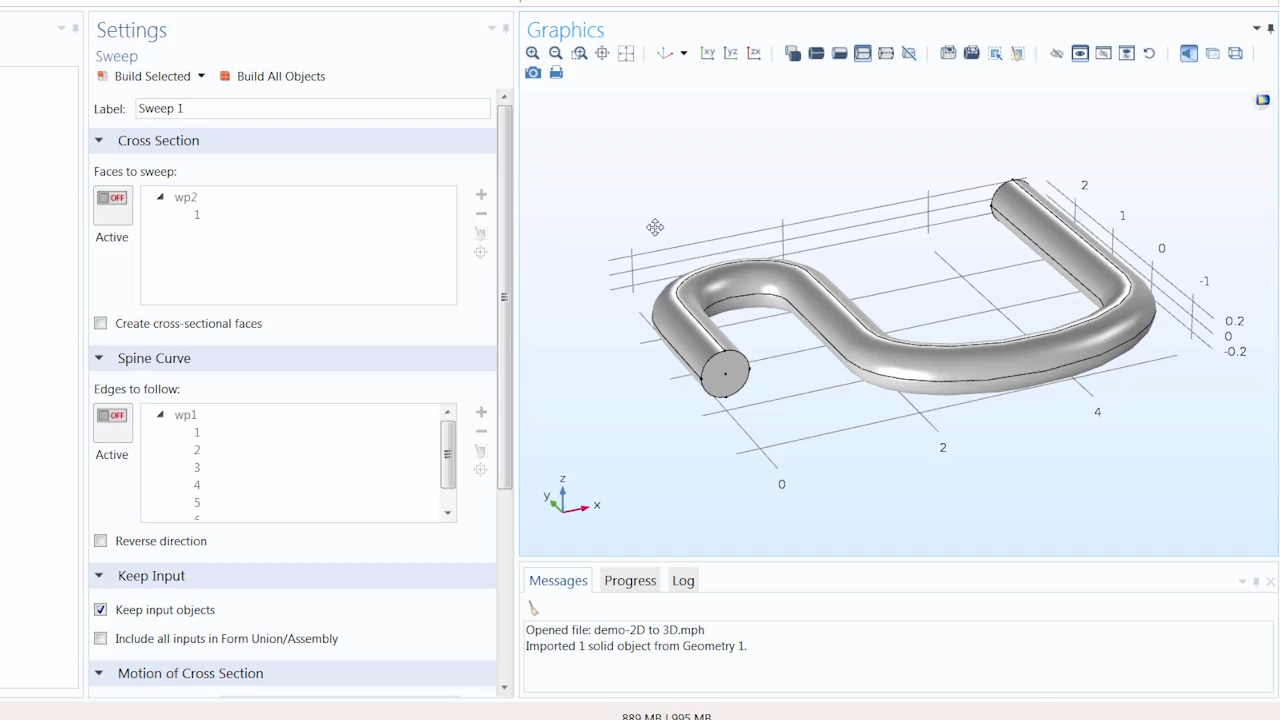 Settings
Sweep
Build Selected
Build All Objects
Label: Sweep 1
Cross Section
Faces to sweep:
OFF
wp2
1
Active
Create cross-sectional faces
Spine Curve
Edges to follow:
OFF
wp1
1
2
3
4
5
6
Active
Reverse direction
Keep Input
Keep input objects
Include all inputs in Form Union/Assembly
Motion of Cross Section
Graphics
xy yz zx
2
1
0
-1
0.2
0
-0.2
4
2
0
z
y
x
Messages Progress Log
Opened file: demo-2D to 3D.mph
Imported 1 solid object from Geometry 1.
889 MB | 995 MB